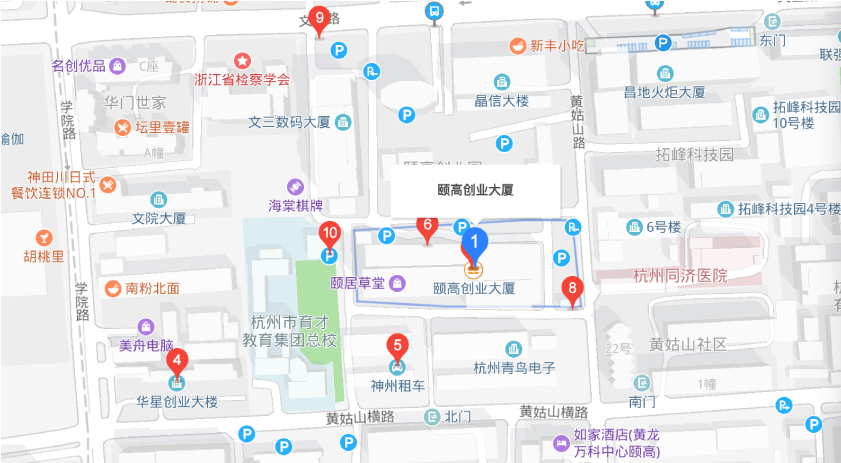 9
文
路
新丰小吃
东门
联强
名创优品
C座
浙江省检察学会
晶信大楼
昌地火炬大厦
华门世家
学院路
坛里壹罐
文三数码大厦
黄姑山路
拓峰科技园
10号楼
瑜伽
A幢
颐高创业园
拓峰科技园
神田川日式
餐饮连锁NO.1
颐高创业大厦
海棠棋牌
文院大厦
拓峰科技园4号楼
6号楼
胡桃里
10
6
1
杭州同济医院
南粉北面
颐居草堂
颐高创业大厦
8
学院路
杭州市育才
教育集团总校
美舟电脑
5
22号
黄姑山社区
4
杭州青鸟电子
神州租车
1幢
华星创业大楼
南门
黄姑山横路
北门
黄姑山横路
如家酒店(黄龙
万科中心颐高)